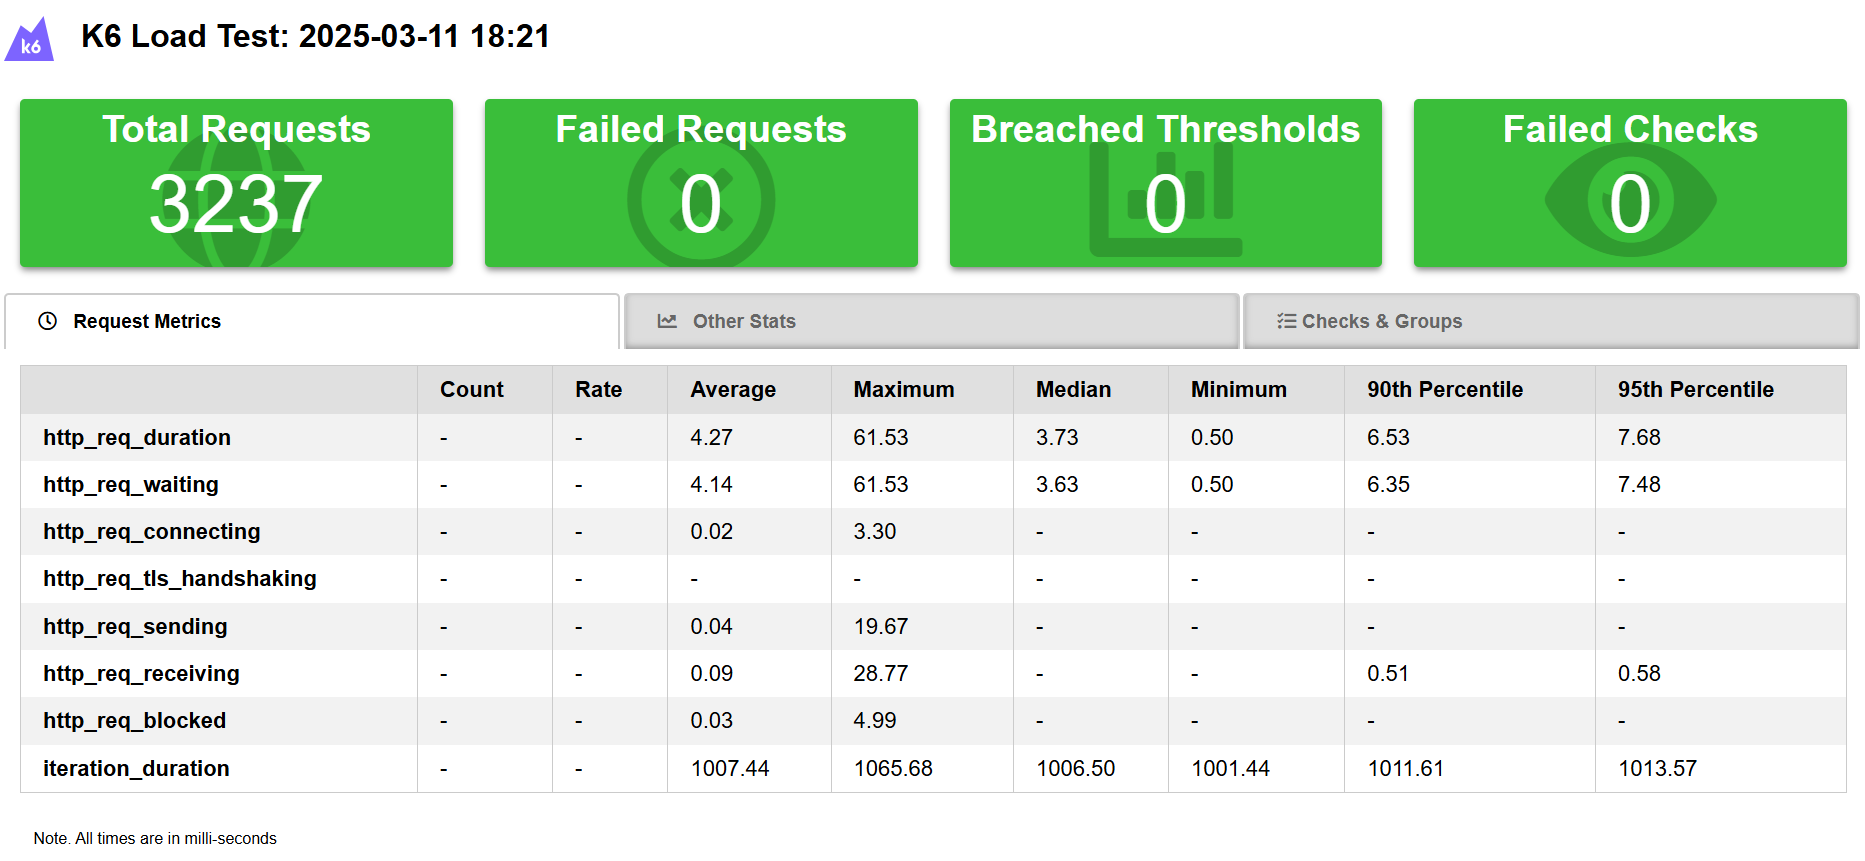 k6
K6 Load Test: 2025-03-11 18:21
Total Requests
3237
Failed Requests
0
Breached Thresholds
0
Failed Checks
0
Request Metrics
Other Stats
Checks & Groups
Count Rate Average Maximum Median Minimum 90th Percentile 95th Percentile
http_req_duration - - 4.27 61.53 3.73 0.50 6.53 7.68
http_req_waiting - - 4.14 61.53 3.63 0.50 6.35 7.48
http_req_connecting - - 0.02 3.30 - - - -
http_req_tls_handshaking - - - - - - - -
http_req_sending - - 0.04 19.67 - - - -
http_req_receiving - - 0.09 28.77 - - 0.51 0.58
http_req_blocked - - 0.03 4.99 - - - -
iteration_duration - - 1007.44 1065.68 1006.50 1001.44 1011.61 1013.57
Note. All times are in milli-seconds